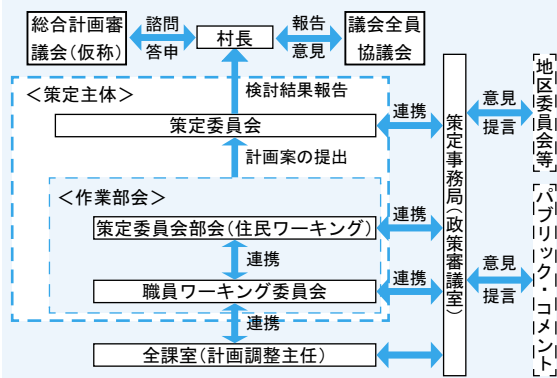 総合計画審
議会(仮称)
諮問
答申
村長
報告
意見
議会全員
協議会
<策定主体>
検討結果報告
策定委員会
連携
計画案の提出
<作業部会>
策定委員会部会(住民ワーキング)
連携
連携
職員ワーキング委員会
連携
連携
全課室(計画調整主任)
策定事務局(政策審議室)
意見
提言
地区委員会等
意見
提言
パブリック・コメント